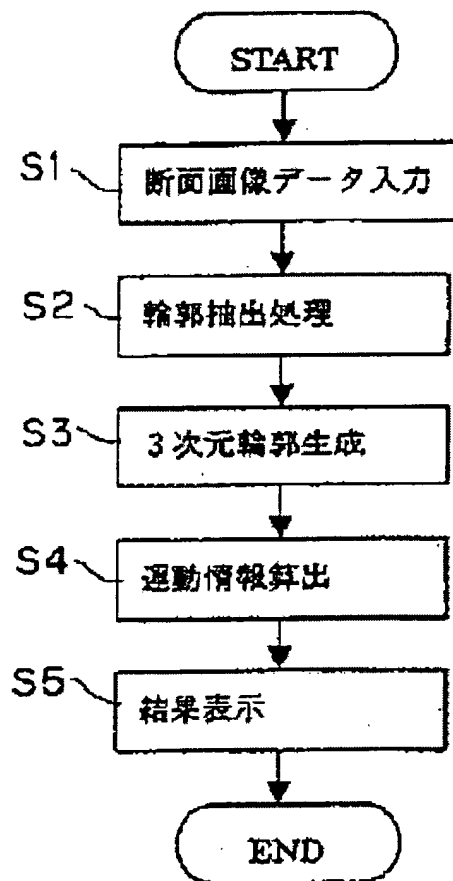 START
S1 断面画像データ入力
S2 輪郭抽出処理
S3 3次元輪郭生成
S4 運動情報算出
S5 結果表示
END